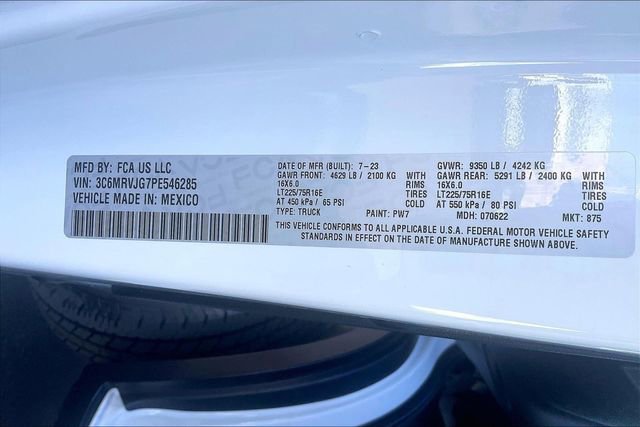 MFD BY: FCA US LLC
VIN: 3C6MRVJG7PE546285
VEHICLE MADE IN: MEXICO
DATE OF MFR (BUILT): 7-23
GVWR: 9350 LB / 4242 KG
GAWR FRONT: 4629 LB / 2100 KG
GAWR REAR: 5291 LB / 2400 KG
16X6.0 RIMS
16X6.0 RIMS
LT225/75R16E TIRES
LT225/75R16E TIRES
AT 450 kPa / 65 PSI COLD
AT 550 kPa / 80 PSI COLD
TYPE: TRUCK PAINT: PW7 MDH: 070622 MKT: 875
THIS VEHICLE CONFORMS TO ALL APPLICABLE U.S.A. FEDERAL MOTOR VEHICLE SAFETY
STANDARDS IN EFFECT ON THE DATE OF MANUFACTURE SHOWN ABOVE.